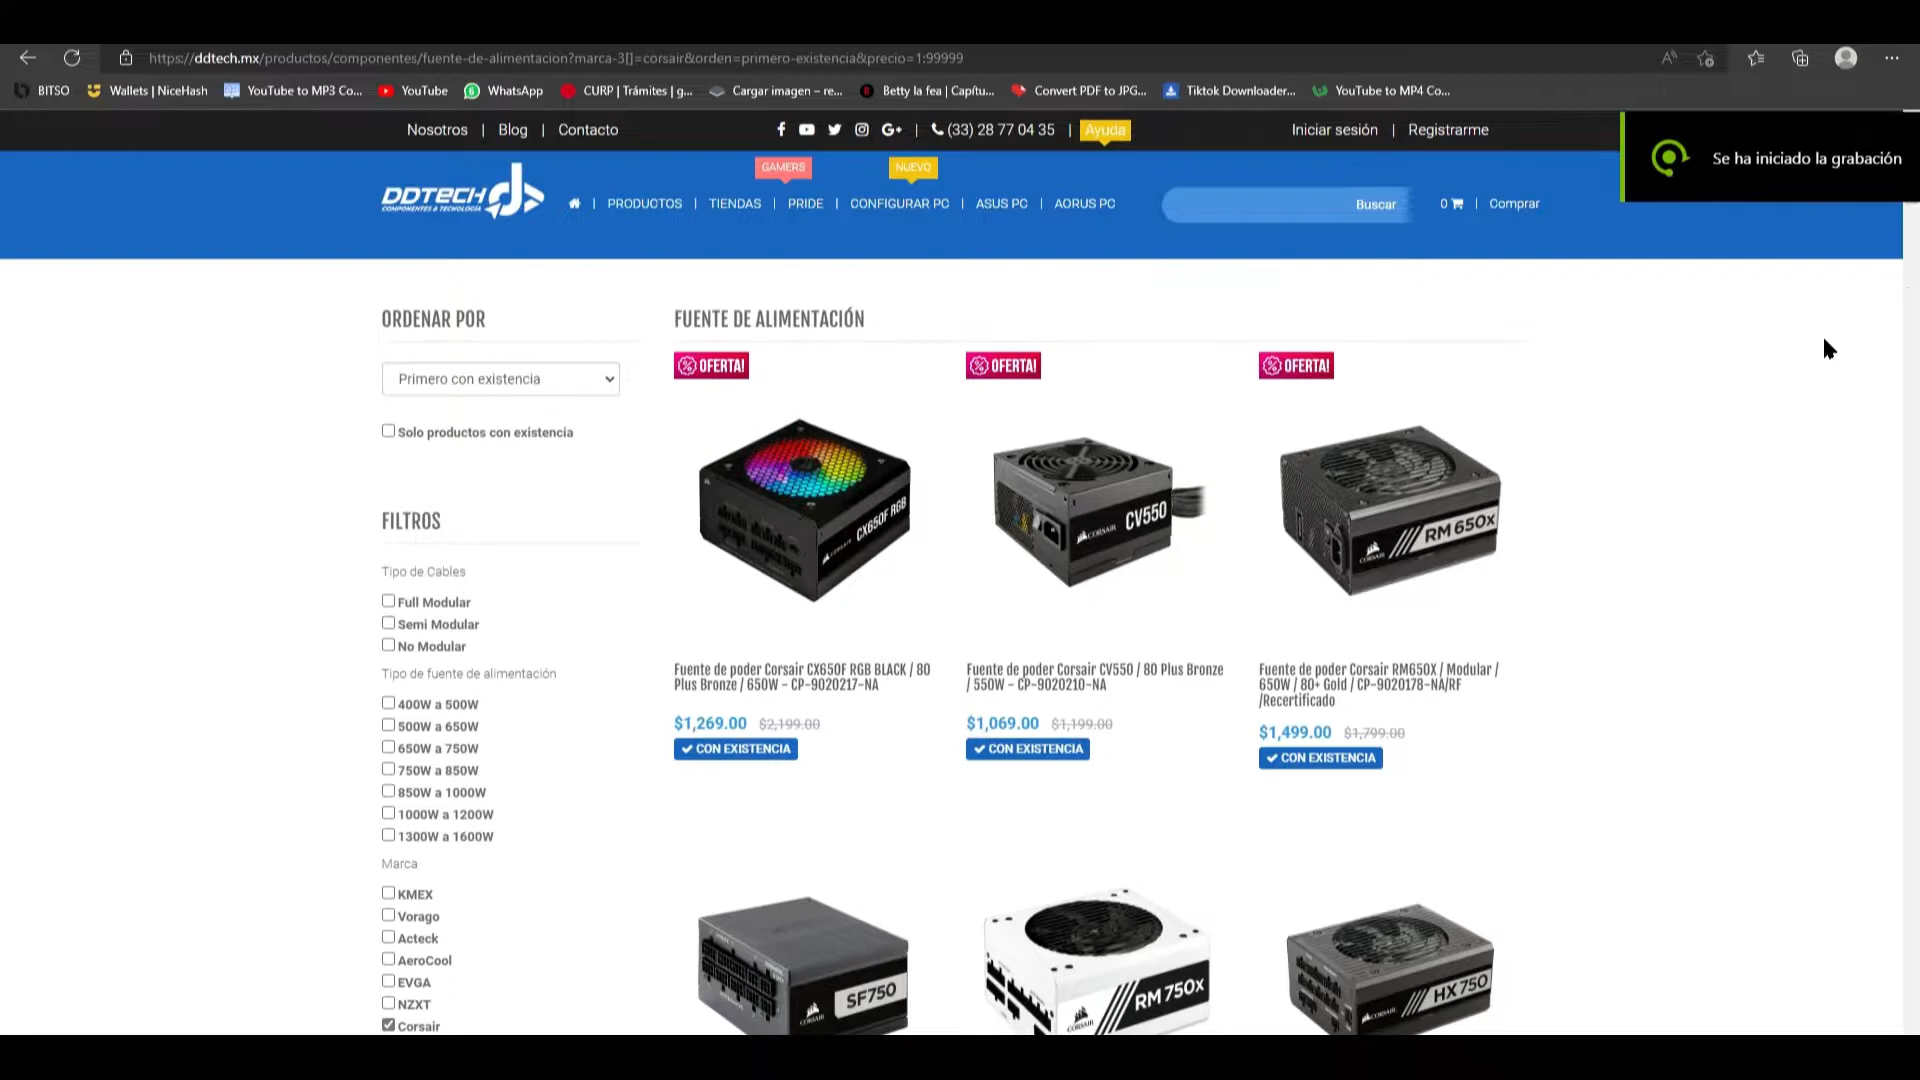 https://ddtech.mx/productos/componentes/fuente-de-alimentacion?marca-3[]=corsair&orden=primero-existencia&precio=1:99999
BITSO
Wallets | NiceHash
YouTube to MP3 Co...
YouTube
WhatsApp
CURP | Trámites | g...
Cargar imagen – re...
Betty la fea | Capítu...
Convert PDF to JPG...
Tiktok Downloader...
YouTube to MP4 Co...
Nosotros | Blog | Contacto
| (33) 28 77 04 35 | Ayuda
Iniciar sesión | Registrarme
Se ha iniciado la grabación
GAMERS
NUEVO
DDTECH
COMPONENTES & TECNOLOGÍA
| PRODUCTOS | TIENDAS | PRIDE | CONFIGURAR PC | ASUS PC | AORUS PC
Buscar
0 | Comprar
ORDENAR POR
Primero con existencia
Solo productos con existencia
FILTROS
Tipo de Cables
Full Modular
Semi Modular
No Modular
Tipo de fuente de alimentación
400W a 500W
500W a 650W
650W a 750W
750W a 850W
850W a 1000W
1000W a 1200W
1300W a 1600W
Marca
KMEX
Vorago
Acteck
AeroCool
EVGA
NZXT
Corsair
FUENTE DE ALIMENTACIÓN
OFERTA!
CORSAIR CX650F RGB
Fuente de poder Corsair CX650F RGB BLACK / 80
Plus Bronze / 650W - CP-9020217-NA
$1,269.00 $2,199.00
CON EXISTENCIA
OFERTA!
CORSAIR CV550
Fuente de poder Corsair CV550 / 80 Plus Bronze
/ 550W - CP-9020210-NA
$1,069.00 $1,199.00
CON EXISTENCIA
OFERTA!
CORSAIR RM 650x
Fuente de poder Corsair RM650X / Modular /
650W / 80+ Gold / CP-9020178-NA/RF
/Recertificado
$1,499.00 $1,799.00
CON EXISTENCIA
CORSAIR SF750
CORSAIR RM 750x
CORSAIR HX750